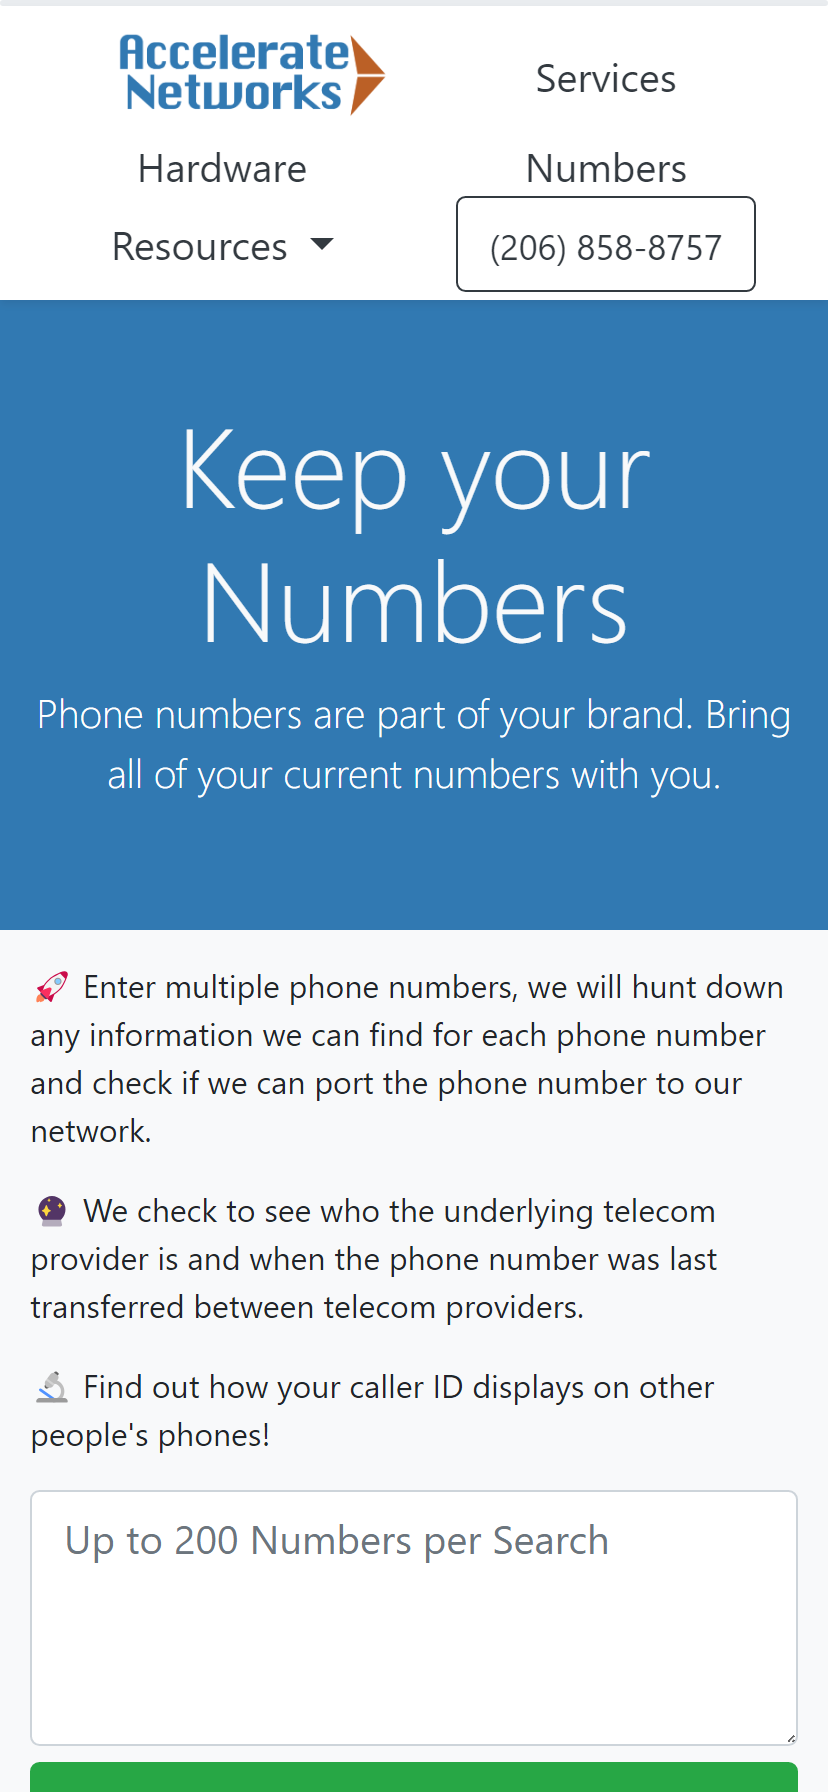 Accelerate
Networks
Services
Hardware
Numbers
Resources
(206) 858-8757
Keep your
Numbers
Phone numbers are part of your brand. Bring
all of your current numbers with you.
🚀 Enter multiple phone numbers, we will hunt down
any information we can find for each phone number
and check if we can port the phone number to our
network.
🔮 We check to see who the underlying telecom
provider is and when the phone number was last
transferred between telecom providers.
🔬 Find out how your caller ID displays on other
people's phones!
Up to 200 Numbers per Search